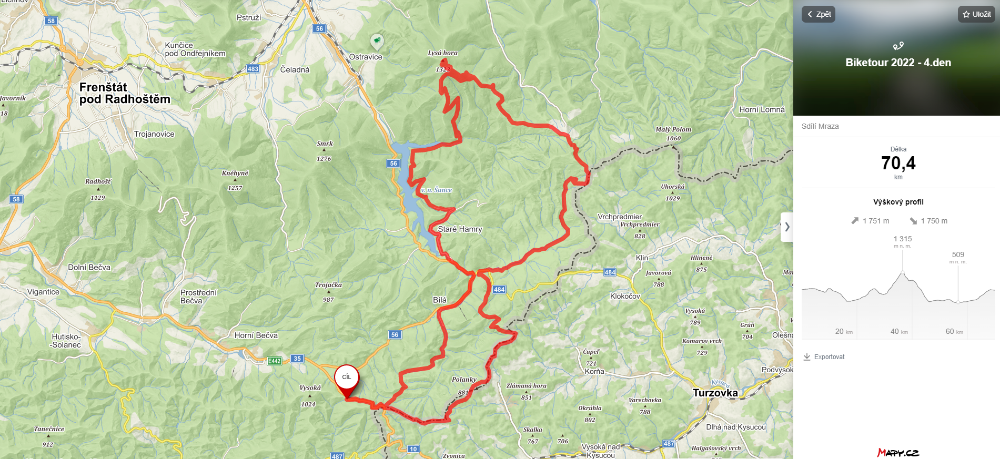 Zpět
Uložit
Biketour 2022 - 4.den
Sdílí Mraza
Délka
70,4
km
Výškový profil
1 751 m
1 750 m
1 315
m n. m.
509
m n. m.
20 km
40 km
60 km
Exportovat
MAPY.CZ
58
Pstruží
56
Kunčice
pod Ondřejníkem
Ostravice
Lysá hora
1323
483
Čeladná
Frenštát
pod Radhoštěm
Javorník
Horní Lomná
Trojanovice
Malý Polom
1060
Smrk
1276
56
Kněhyně
1257
Radhošť
1129
v. n. Šance
Uhorská
1029
58
Vrchpredmier
Vrchpredmier
828
Staré Hamry
Klin
Hlinené
875
Dolní Bečva
484
Javorová
788
Trojačka
987
484
Vigantice
Prostřední
Bečva
Bílá
Klokočov
Vysoká
789
Grúň
704
Hutisko-
-Solanec
Horní Bečva
56
Komarov vrch
729
Čupeľ
721
Korňa
E442
35
CÍL
Polanky
881
Zlámaná hora
851
Kysuca
Turzovka
Vysoká
1024
Varechovka
788
Okrúhla
802
Tanečnice
912
Skalka
767
706
Dlhá nad Kysucou
487
10
Zvonica
Vysoká nad
Kysucou
487
Halgašovský vrch